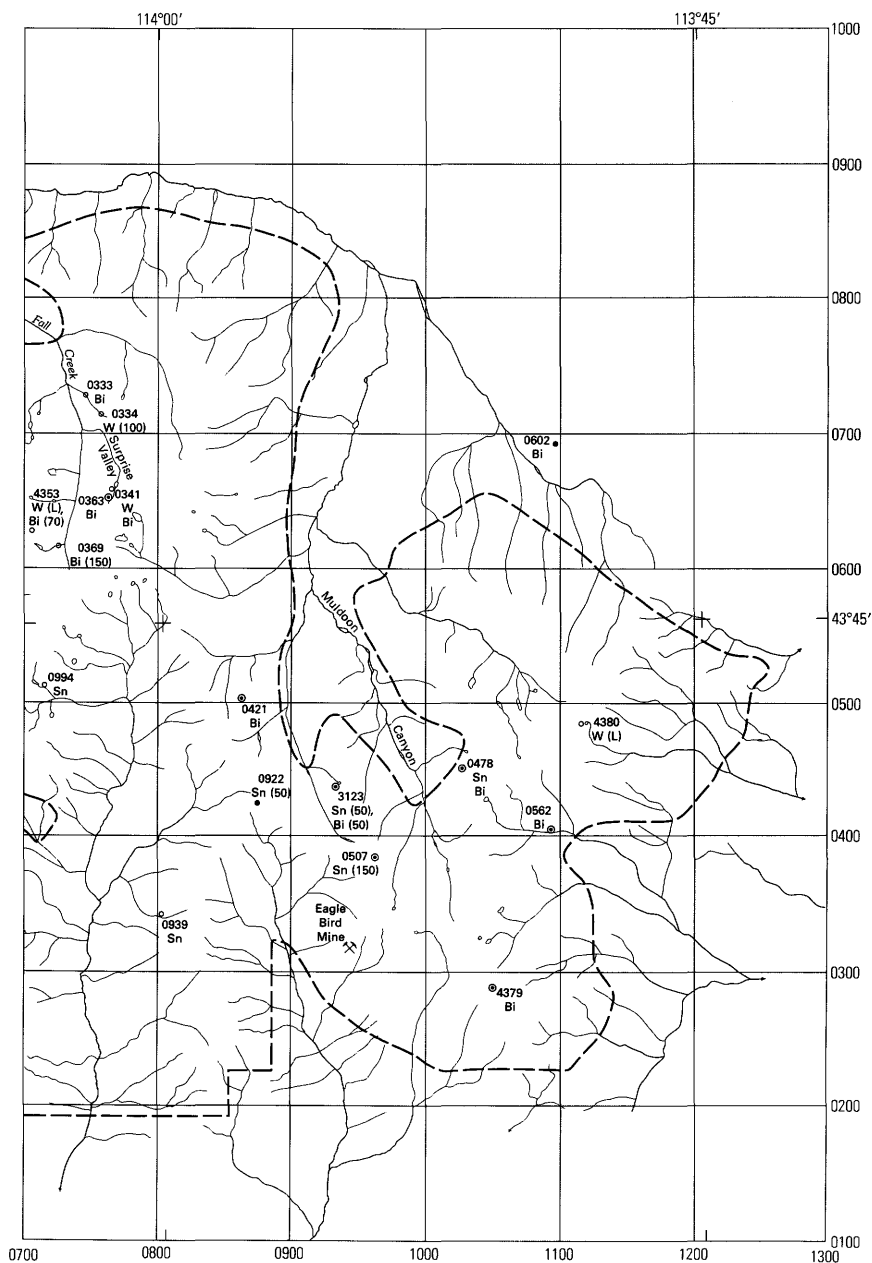 114°00'
113°45'
1000
0900
0800
Fall
Creek
0333
Bi
0334
W (100)
Surprise
Valley
0602
Bi
0700
4353
W (L),
Bi (70)
0363
Bi
0341
W
Bi
0369
Bi (150)
0600
43°45'
Muldoon
Canyon
0994
Sn
0421
Bi
0500
4380
W (L)
0478
Sn
Bi
0922
Sn (50)
3123
Sn (50),
Bi (50)
0562
Bi
0400
0507
Sn (150)
0939
Sn
Eagle
Bird
Mine
0300
4379
Bi
0200
0100
0700
0800
0900
1000
1100
1200
1300